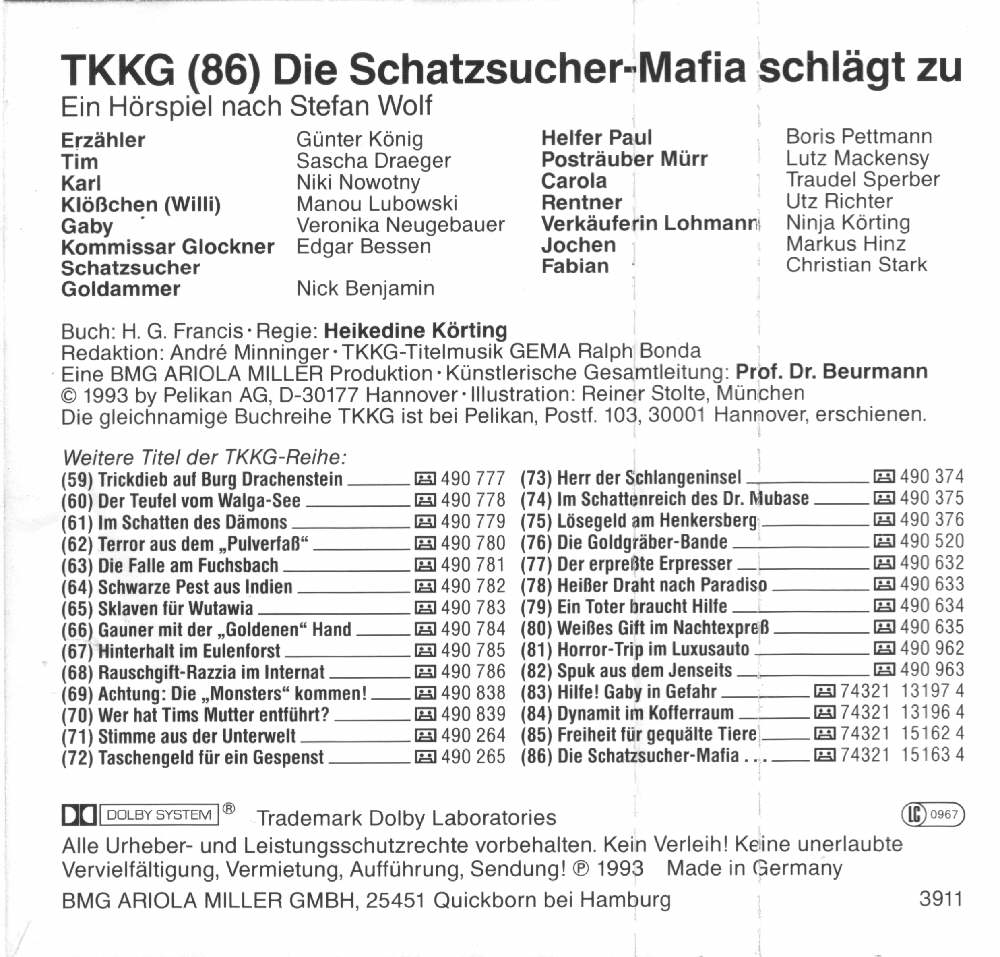 TKKG (86) Die Schatzsucher-Mafia schlägt zu
Ein Hörspiel nach Stefan Wolf
Erzähler Günter König
Tim Sascha Draeger
Karl Niki Nowotny
Klößchen (Willi) Manou Lubowski
Gaby Veronika Neugebauer
Kommissar Glockner Edgar Bessen
Schatzsucher
Goldammer Nick Benjamin
Helfer Paul Boris Pettmann
Posträuber Mürr Lutz Mackensy
Carola Traudel Sperber
Rentner Utz Richter
Verkäuferin Lohmann Ninja Körting
Jochen Markus Hinz
Fabian Christian Stark
Buch: H. G. Francis · Regie: Heikedine Körting
Redaktion: André Minninger · TKKG-Titelmusik GEMA Ralph Bonda
Eine BMG ARIOLA MILLER Produktion · Künstlerische Gesamtleitung: Prof. Dr. Beurmann
© 1993 by Pelikan AG, D-30177 Hannover · Illustration: Reiner Stolte, München
Die gleichnamige Buchreihe TKKG ist bei Pelikan, Postf. 103, 30001 Hannover, erschienen.
Weitere Titel der TKKG-Reihe:
(59) Trickdieb auf Burg Drachenstein 490 777
(60) Der Teufel vom Walga-See 490 778
(61) Im Schatten des Dämons 490 779
(62) Terror aus dem „Pulverfaß“ 490 780
(63) Die Falle am Fuchsbach 490 781
(64) Schwarze Pest aus Indien 490 782
(65) Sklaven für Wutawia 490 783
(66) Gauner mit der „Goldenen“ Hand 490 784
(67) Hinterhalt im Eulenforst 490 785
(68) Rauschgift-Razzia im Internat 490 786
(69) Achtung: Die „Monsters“ kommen! 490 838
(70) Wer hat Tims Mutter entführt? 490 839
(71) Stimme aus der Unterwelt 490 264
(72) Taschengeld für ein Gespenst 490 265
(73) Herr der Schlangeninsel 490 374
(74) Im Schattenreich des Dr. Mubase 490 375
(75) Lösegeld am Henkersberg 490 376
(76) Die Goldgräber-Bande 490 520
(77) Der erpreßte Erpresser 490 632
(78) Heißer Draht nach Paradiso 490 633
(79) Ein Toter braucht Hilfe 490 634
(80) Weißes Gift im Nachtexpreß 490 635
(81) Horror-Trip im Luxusauto 490 962
(82) Spuk aus dem Jenseits 490 963
(83) Hilfe! Gaby in Gefahr 74321 13197 4
(84) Dynamit im Kofferraum 74321 13196 4
(85) Freiheit für gequälte Tiere 74321 15162 4
(86) Die Schatzsucher-Mafia . . . 74321 15163 4
DOLBY SYSTEM ® Trademark Dolby Laboratories
LC 0967
Alle Urheber- und Leistungsschutzrechte vorbehalten. Kein Verleih! Keine unerlaubte
Vervielfältigung, Vermietung, Aufführung, Sendung! ℗ 1993 Made in Germany
BMG ARIOLA MILLER GMBH, 25451 Quickborn bei Hamburg 3911